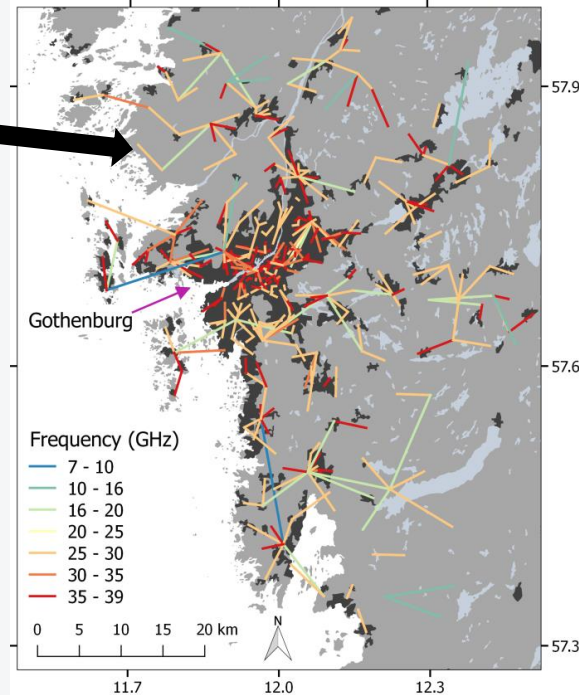 57.9
Gothenburg
57.6
Frequency (GHz)
7 - 10
10 - 16
16 - 20
20 - 25
25 - 30
30 - 35
35 - 39
N
0 5 10 15 20 km
57.3
11.7 12.0 12.3